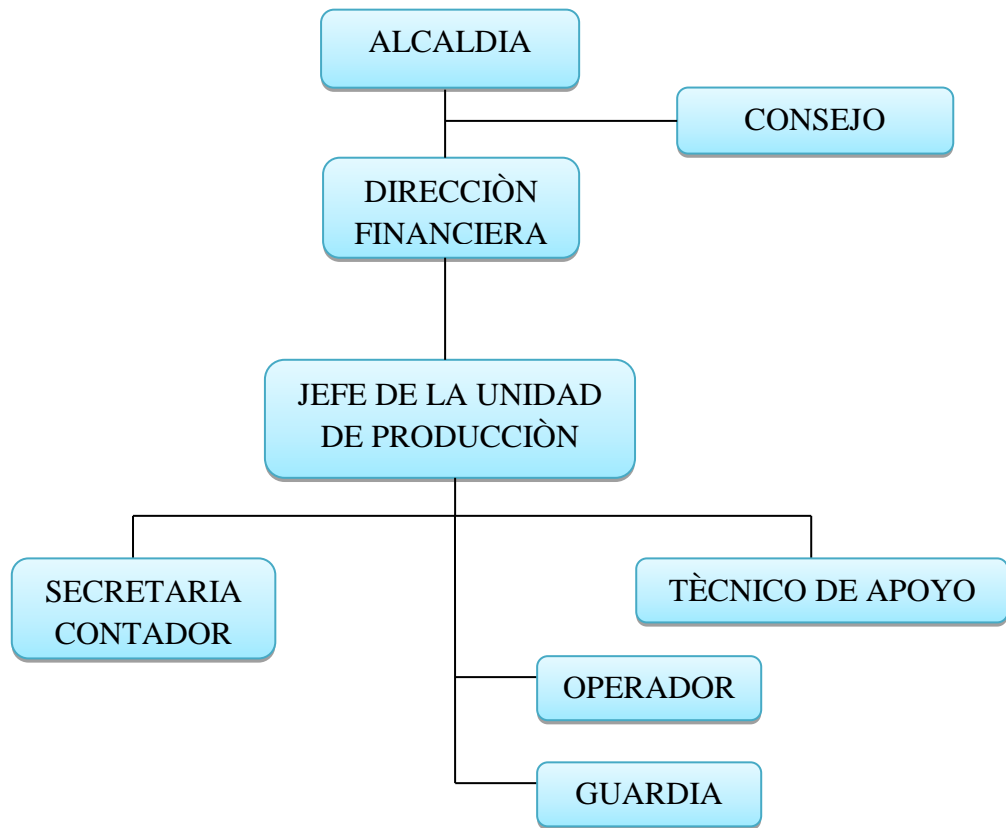 ALCALDIA
CONSEJO
DIRECCIÒN
FINANCIERA
JEFE DE LA UNIDAD
DE PRODUCCIÒN
SECRETARIA
CONTADOR
TÈCNICO DE APOYO
OPERADOR
GUARDIA